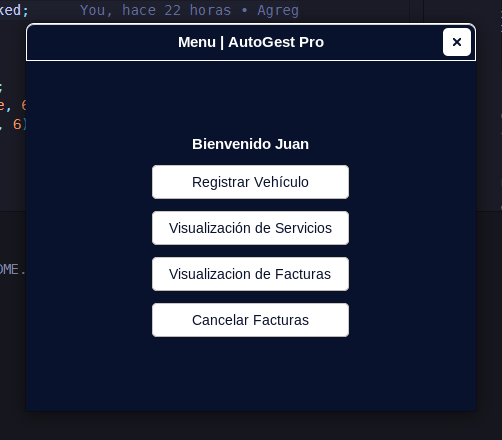 ked;      You, hace 22 horas • Agreg
Menu | AutoGest Pro
;
e, 6
, 6)
Bienvenido Juan
Registrar Vehículo
Visualización de Servicios
Visualizacion de Facturas
OME.
Cancelar Facturas